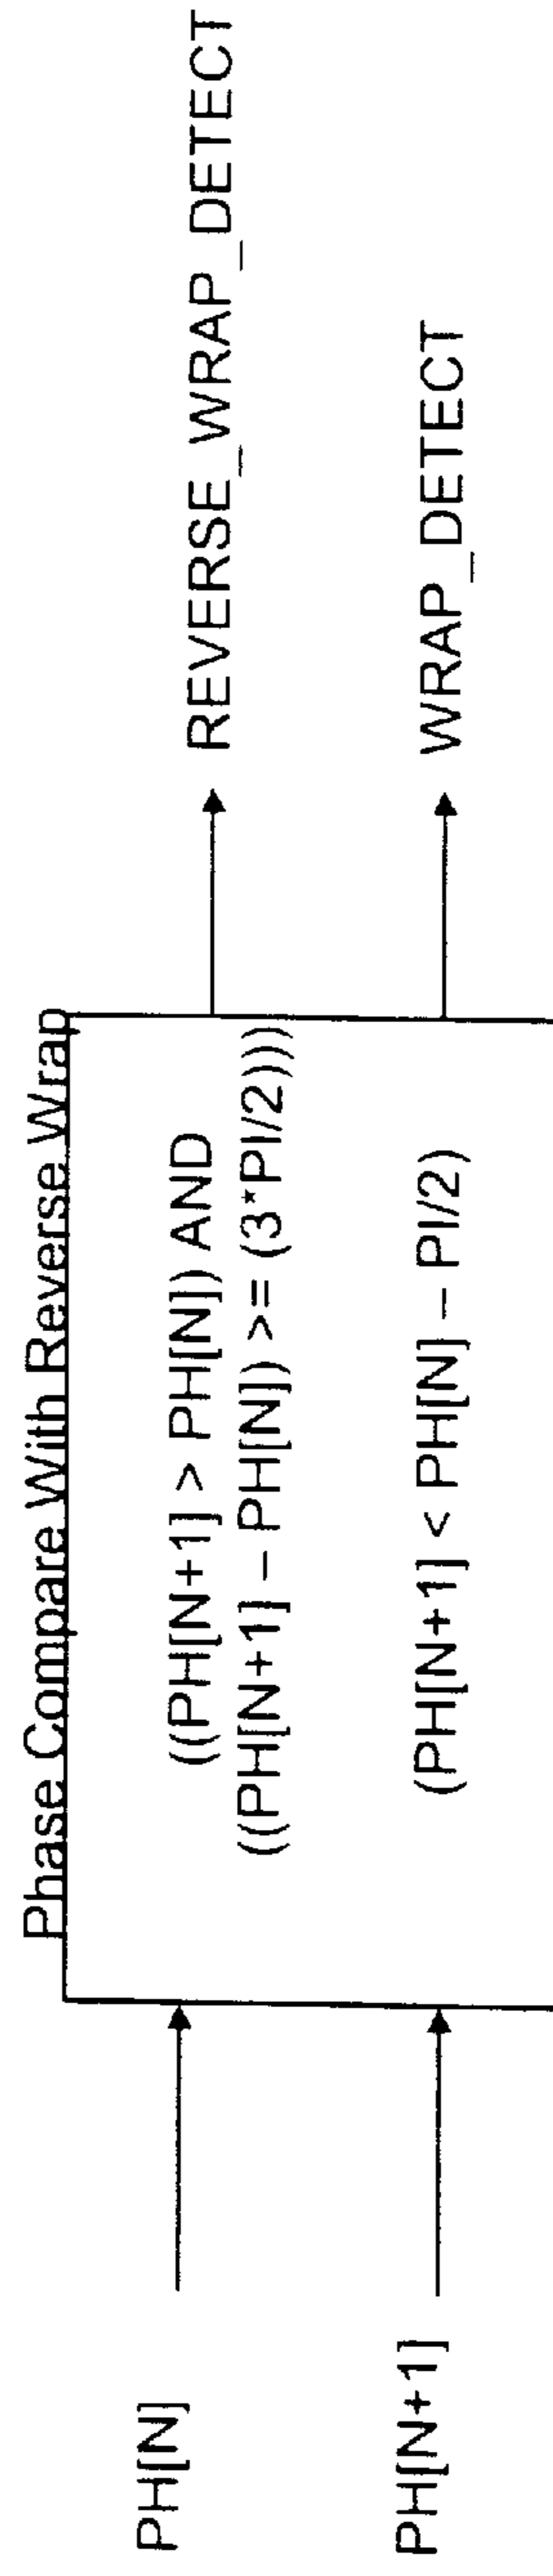 Phase Compare With Reverse Wrap
PH[N]
((PH[N+1] > PH[N]) AND
((PH[N+1] – PH[N]) >= (3*PI/2)))
REVERSE_WRAP_DETECT
PH[N+1]
(PH[N+1] < PH[N] – PI/2)
WRAP_DETECT